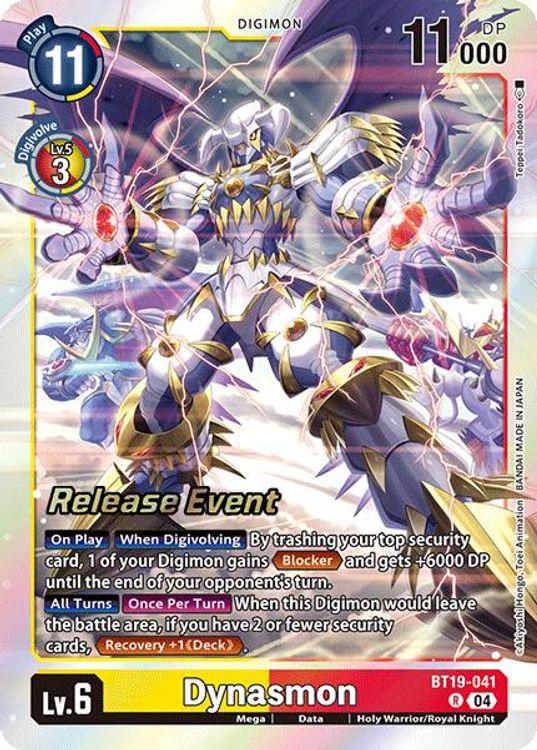 DIGIMON
Play
11
11 DP
000
Digivolve
Lv.5
3
Teppei Tadokoro
Release Event
On Play When Digivolving By trashing your top security
card, 1 of your Digimon gains Blocker and gets +6000 DP
until the end of your opponent's turn.
All Turns Once Per Turn When this Digimon would leave
the battle area, if you have 2 or fewer security
cards, Recovery +1《Deck》.
©Akiyoshi Hongo, Toei Animation BANDAI MADE IN JAPAN
Lv.6
Dynasmon
BT19-041
R 04
Mega | Data | Holy Warrior/Royal Knight